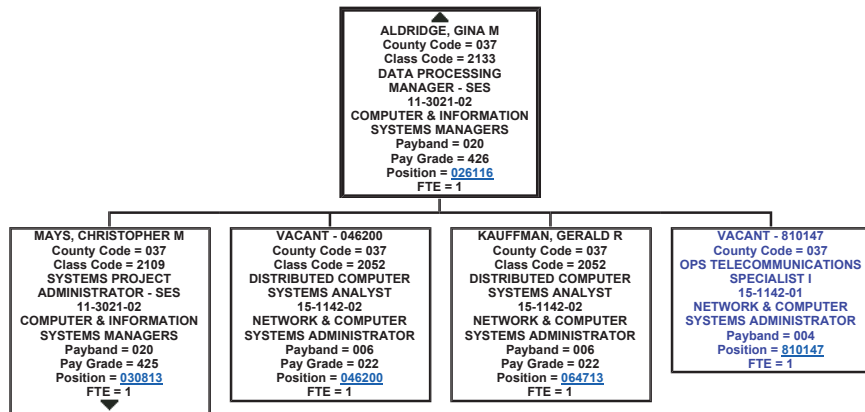 ALDRIDGE, GINA M
County Code = 037
Class Code = 2133
DATA PROCESSING
MANAGER - SES
11-3021-02
COMPUTER & INFORMATION
SYSTEMS MANAGERS
Payband = 020
Pay Grade = 426
Position = 026116
FTE = 1
MAYS, CHRISTOPHER M
County Code = 037
Class Code = 2109
SYSTEMS PROJECT
ADMINISTRATOR - SES
11-3021-02
COMPUTER & INFORMATION
SYSTEMS MANAGERS
Payband = 020
Pay Grade = 425
Position = 030813
FTE = 1
VACANT - 046200
County Code = 037
Class Code = 2052
DISTRIBUTED COMPUTER
SYSTEMS ANALYST
15-1142-02
NETWORK & COMPUTER
SYSTEMS ADMINISTRATOR
Payband = 006
Pay Grade = 022
Position = 046200
FTE = 1
KAUFFMAN, GERALD R
County Code = 037
Class Code = 2052
DISTRIBUTED COMPUTER
SYSTEMS ANALYST
15-1142-02
NETWORK & COMPUTER
SYSTEMS ADMINISTRATOR
Payband = 006
Pay Grade = 022
Position = 064713
FTE = 1
VACANT - 810147
County Code = 037
OPS TELECOMMUNICATIONS
SPECIALIST I
15-1142-01
NETWORK & COMPUTER
SYSTEMS ADMINISTRATOR
Payband = 004
Position = 810147
FTE = 1